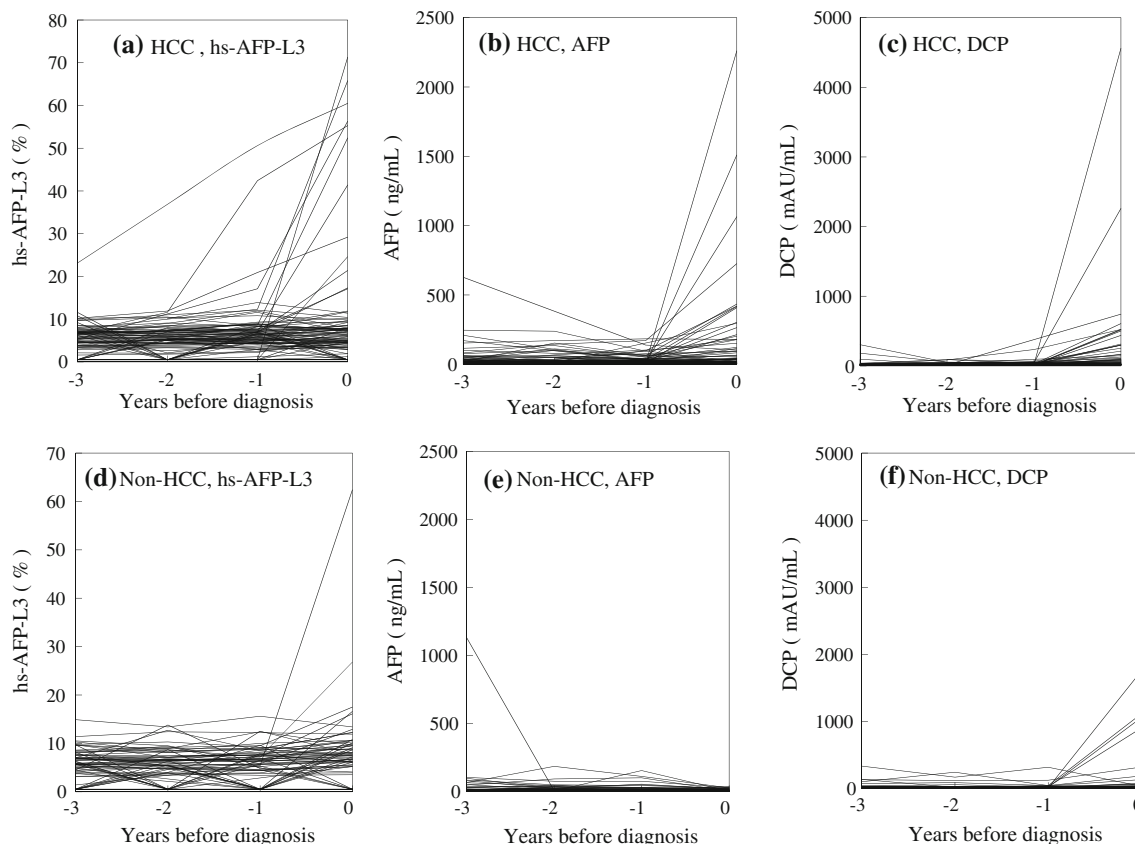 (a) HCC , hs-AFP-L3
hs-AFP-L3 ( % )
80
70
60
50
40
30
20
10
0
-3 -2 -1 0
Years before diagnosis
(b) HCC, AFP
AFP ( ng/mL )
2500
2000
1500
1000
500
0
-3 -2 -1 0
Years before diagnosis
(c) HCC, DCP
DCP ( mAU/mL )
5000
4000
3000
2000
1000
0
-3 -2 -1 0
Years before diagnosis
(d) Non-HCC, hs-AFP-L3
hs-AFP-L3 ( % )
70
60
50
40
30
20
10
0
-3 -2 -1 0
Years before diagnosis
(e) Non-HCC, AFP
AFP ( ng/mL )
2500
2000
1500
1000
500
0
-3 -2 -1 0
Years before diagnosis
(f) Non-HCC, DCP
DCP ( mAU/mL )
5000
4000
3000
2000
1000
0
-3 -2 -1 0
Years before diagnosis